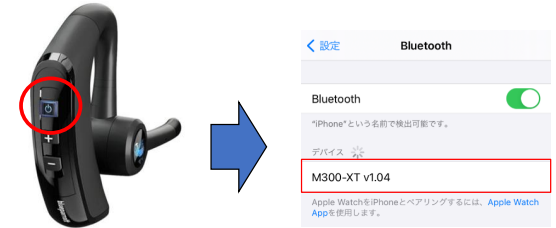 設定
Bluetooth
Bluetooth
"iPhone"という名前で検出可能です。
デバイス
M300-XT v1.04
Apple WatchをiPhoneとペアリングするには、Apple Watch
Appを使用します。